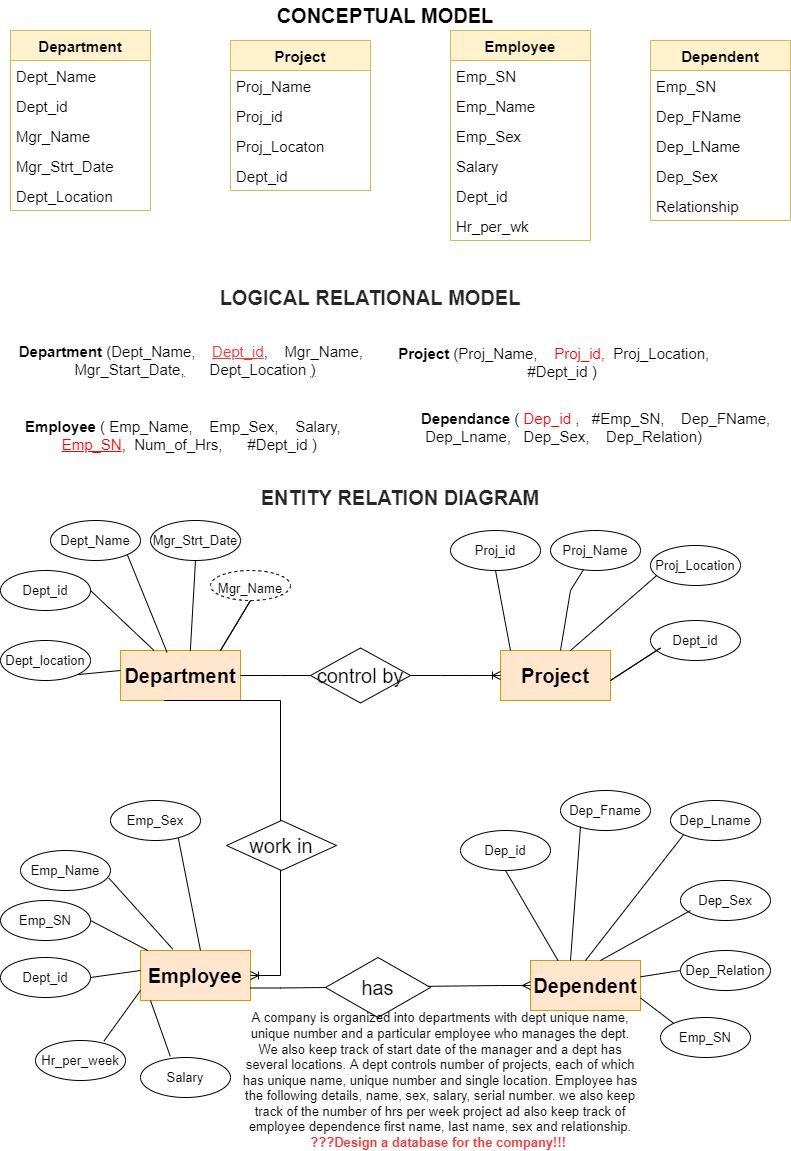 CONCEPTUAL MODEL
Department
Dept_Name
Dept_id
Mgr_Name
Mgr_Strt_Date
Dept_Location
Project
Proj_Name
Proj_id
Proj_Locaton
Dept_id
Employee
Emp_SN
Emp_Name
Emp_Sex
Salary
Dept_id
Hr_per_wk
Dependent
Emp_SN
Dep_FName
Dep_LName
Dep_Sex
Relationship
LOGICAL RELATIONAL MODEL
Department (Dept_Name, Dept_id, Mgr_Name,
Mgr_Start_Date, Dept_Location )
Project (Proj_Name, Proj_id, Proj_Location,
#Dept_id )
Employee ( Emp_Name, Emp_Sex, Salary,
Emp_SN, Num_of_Hrs, #Dept_id )
Dependance ( Dep_id , #Emp_SN, Dep_FName,
Dep_Lname, Dep_Sex, Dep_Relation)
ENTITY RELATION DIAGRAM
Dept_Name
Mgr_Strt_Date
Dept_id
Mgr_Name
Dept_location
Department
control by
Proj_id
Proj_Name
Proj_Location
Dept_id
Project
work in
Emp_Sex
Emp_Name
Emp_SN
Dept_id
Hr_per_week
Salary
Employee
has
Dep_id
Dep_Fname
Dep_Lname
Dep_Sex
Dep_Relation
Emp_SN
Dependent
A company is organized into departments with dept unique name,
unique number and a particular employee who manages the dept.
We also keep track of start date of the manager and a dept has
several locations. A dept controls number of projects, each of which
has unique name, unique number and single location. Employee has
the following details, name, sex, salary, serial number. we also keep
track of the number of hrs per week project ad also keep track of
employee dependence first name, last name, sex and relationship.
???Design a database for the company!!!